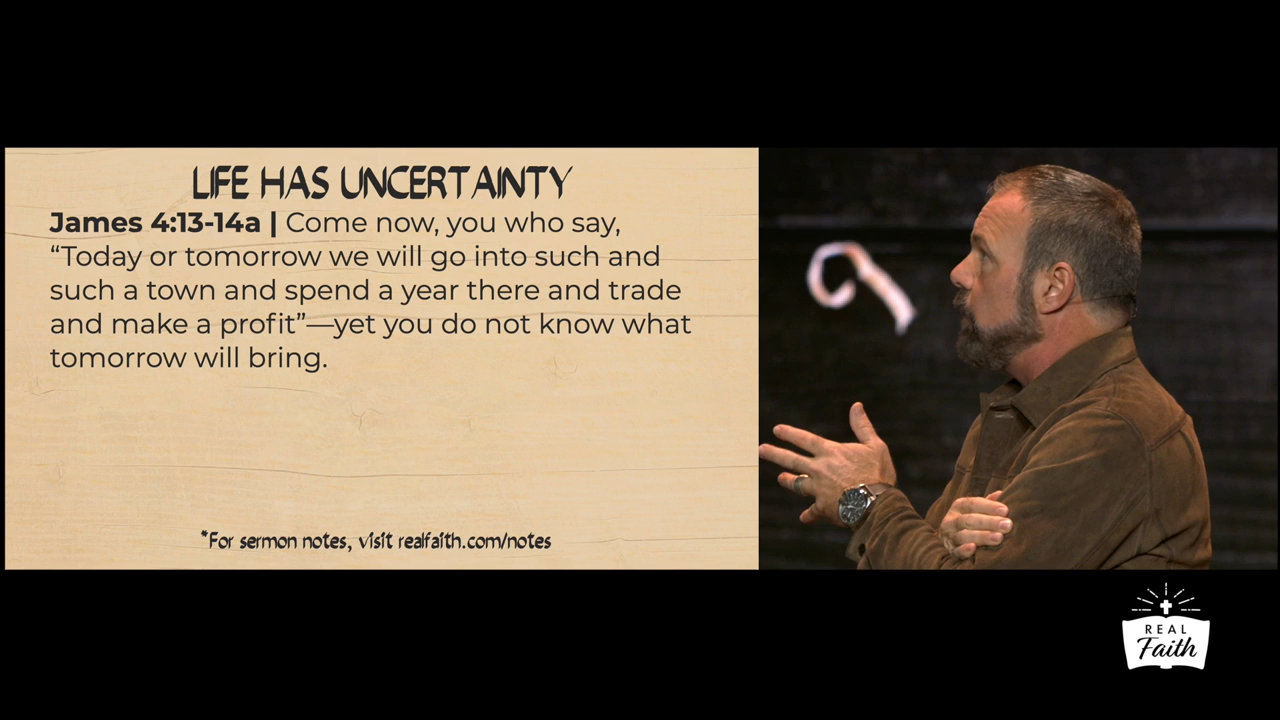 LIFE HAS UNCERTAINTY
James 4:13-14a | Come now, you who say,
“Today or tomorrow we will go into such and
such a town and spend a year there and trade
and make a profit”—yet you do not know what
tomorrow will bring.
*For sermon notes, visit realfaith.com/notes
REAL
Faith